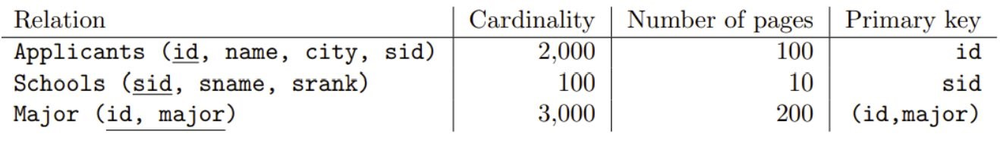 Relation Cardinality Number of pages Primary key
Applicants (id, name, city, sid) 2,000 100 id
Schools (sid, sname, srank) 100 10 sid
Major (id, major) 3,000 200 (id,major)